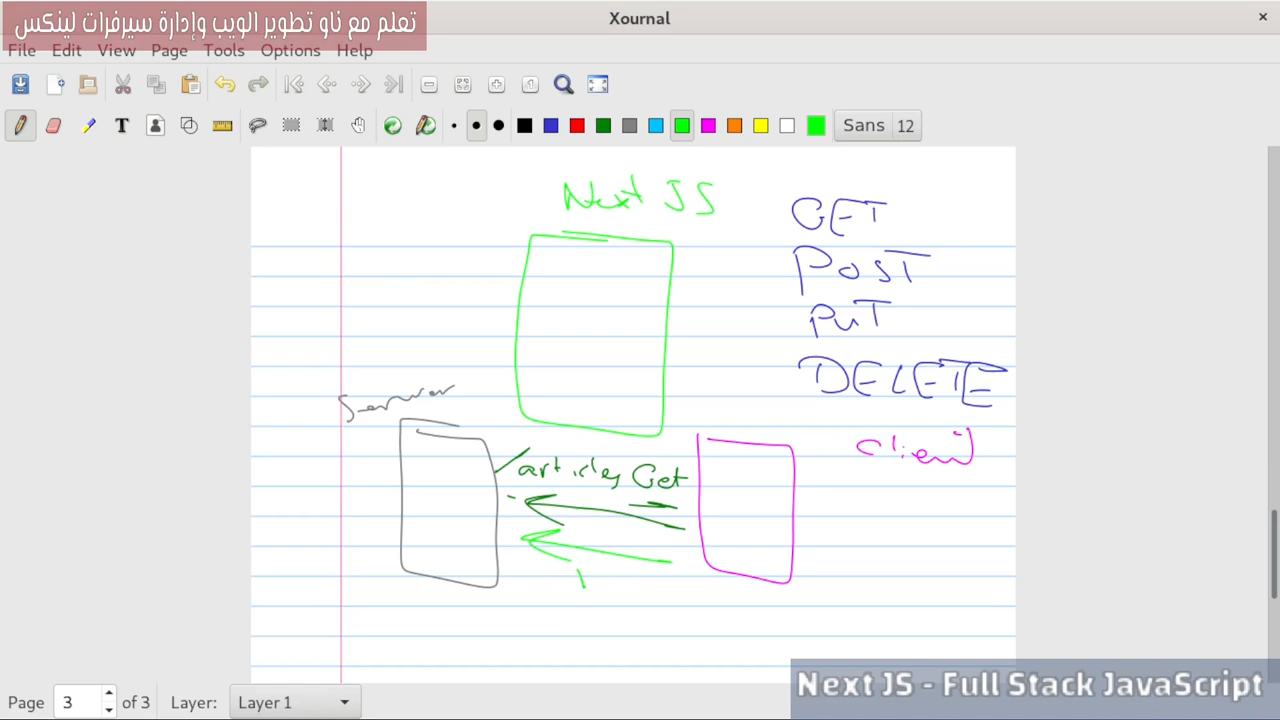 تعلم مع ناو تطوير الويب وإدارة سيرفرات لينكس
Xournal
File Edit View Page Tools Options Help
Sans 12
Next JS
GET
POST
PUT
DELETE
Server
client
/articles Get
Page 3 of 3 Layer: Layer 1
Next JS - Full Stack JavaScript